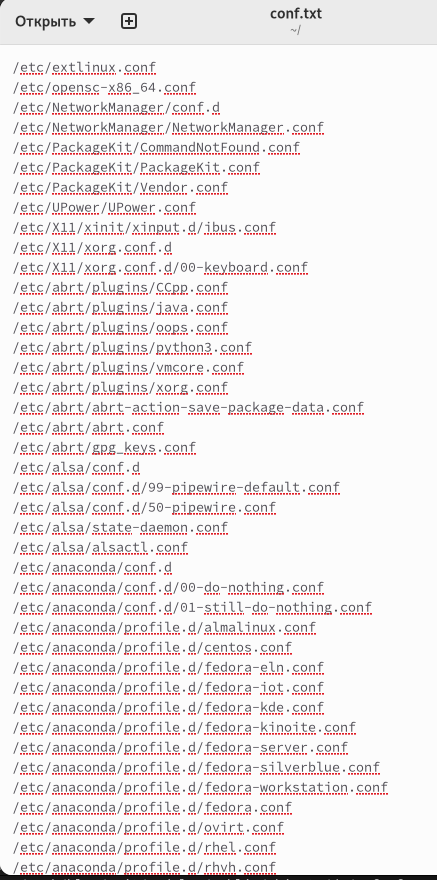 Открыть
conf.txt
~/
/etc/extlinux.conf
/etc/opensc-x86_64.conf
/etc/NetworkManager/conf.d
/etc/NetworkManager/NetworkManager.conf
/etc/PackageKit/CommandNotFound.conf
/etc/PackageKit/PackageKit.conf
/etc/PackageKit/Vendor.conf
/etc/UPower/UPower.conf
/etc/X11/xinit/xinput.d/ibus.conf
/etc/X11/xorg.conf.d
/etc/X11/xorg.conf.d/00-keyboard.conf
/etc/abrt/plugins/CCpp.conf
/etc/abrt/plugins/java.conf
/etc/abrt/plugins/oops.conf
/etc/abrt/plugins/python3.conf
/etc/abrt/plugins/vmcore.conf
/etc/abrt/plugins/xorg.conf
/etc/abrt/abrt-action-save-package-data.conf
/etc/abrt/abrt.conf
/etc/abrt/gpg_keys.conf
/etc/alsa/conf.d
/etc/alsa/conf.d/99-pipewire-default.conf
/etc/alsa/conf.d/50-pipewire.conf
/etc/alsa/state-daemon.conf
/etc/alsa/alsactl.conf
/etc/anaconda/conf.d
/etc/anaconda/conf.d/00-do-nothing.conf
/etc/anaconda/conf.d/01-still-do-nothing.conf
/etc/anaconda/profile.d/almalinux.conf
/etc/anaconda/profile.d/centos.conf
/etc/anaconda/profile.d/fedora-eln.conf
/etc/anaconda/profile.d/fedora-iot.conf
/etc/anaconda/profile.d/fedora-kde.conf
/etc/anaconda/profile.d/fedora-kinoite.conf
/etc/anaconda/profile.d/fedora-server.conf
/etc/anaconda/profile.d/fedora-silverblue.conf
/etc/anaconda/profile.d/fedora-workstation.conf
/etc/anaconda/profile.d/fedora.conf
/etc/anaconda/profile.d/ovirt.conf
/etc/anaconda/profile.d/rhel.conf
/etc/anaconda/profile.d/rhvh.conf